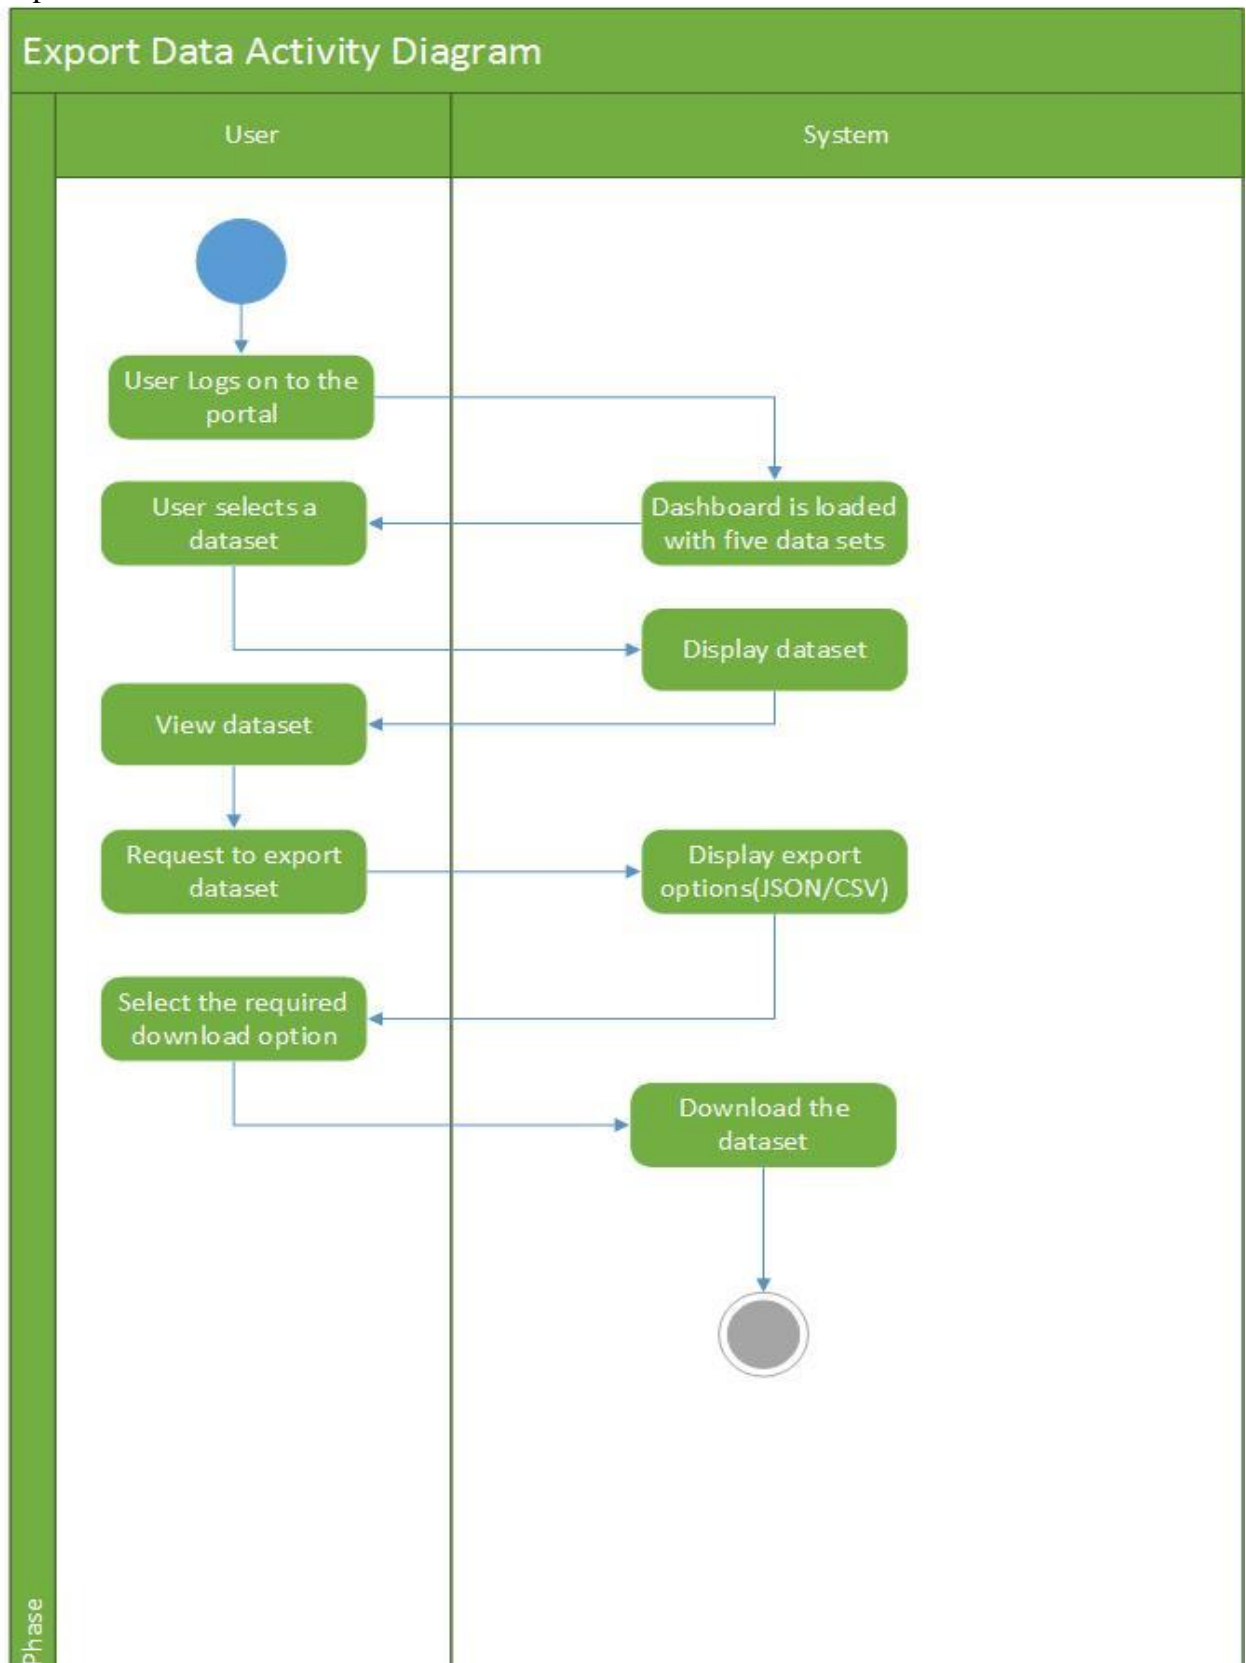 Export Data Activity Diagram
User
System
User Logs on to the
portal
User selects a
dataset
Dashboard is loaded
with five data sets
Display dataset
View dataset
Request to export
dataset
Display export
options(JSON/CSV)
Select the required
download option
Download the
dataset
Phase